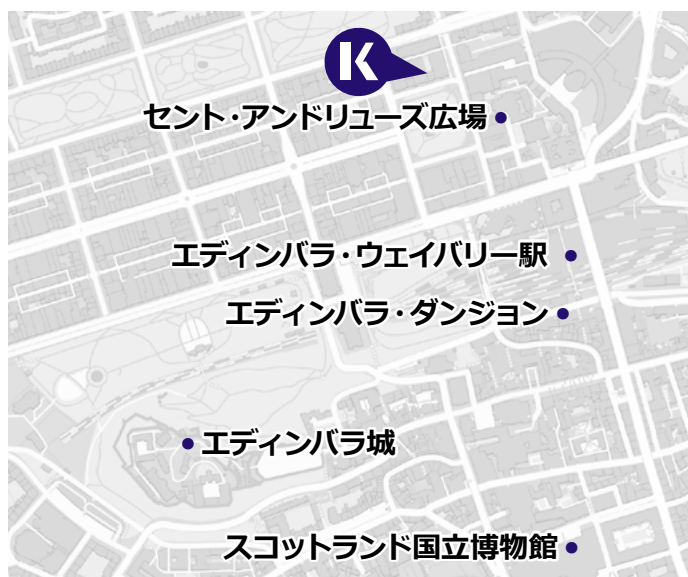 K
セント・アンドリューズ広場
エディンバラ・ウェイバリー駅
エディンバラ・ダンジョン
エディンバラ城
スコットランド国立博物館